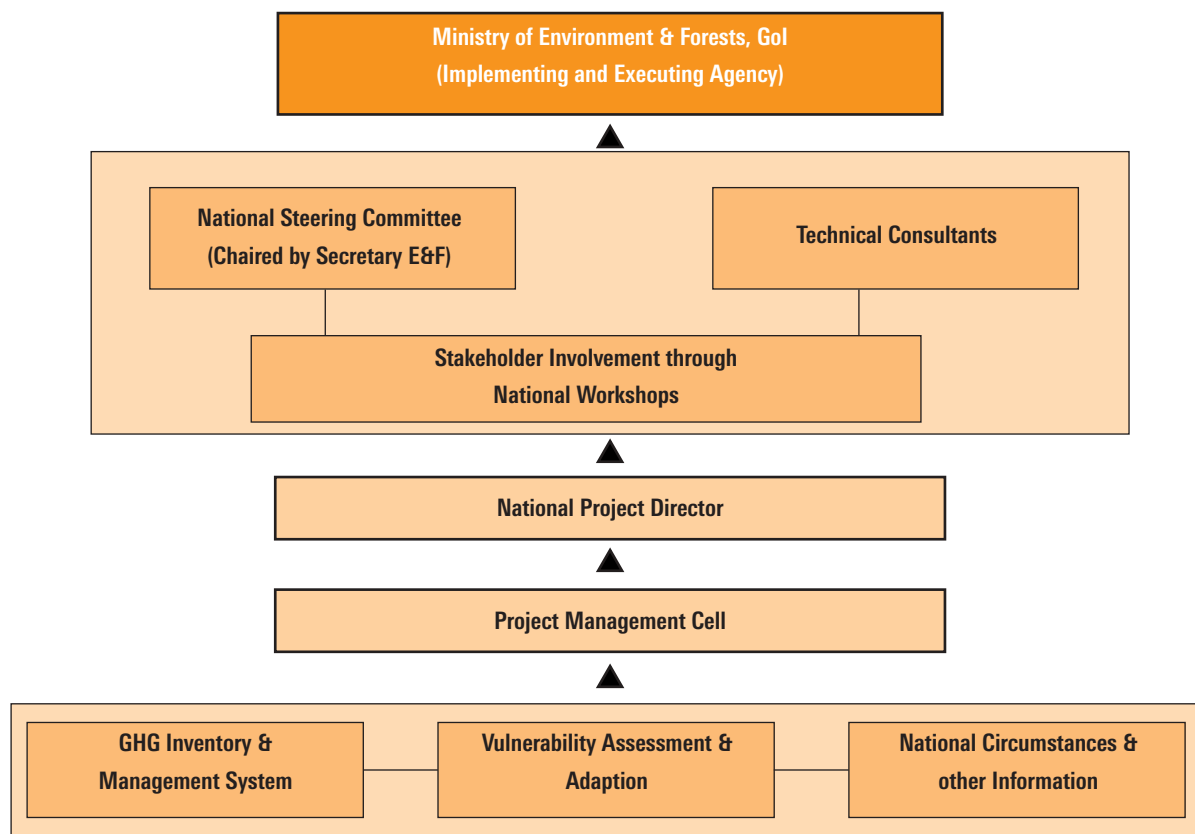 Ministry of Environment & Forests, GoI
(Implementing and Executing Agency)
National Steering Committee
(Chaired by Secretary E&F)
Technical Consultants
Stakeholder Involvement through
National Workshops
National Project Director
Project Management Cell
GHG Inventory &
Management System
Vulnerability Assessment &
Adaption
National Circumstances &
other Information